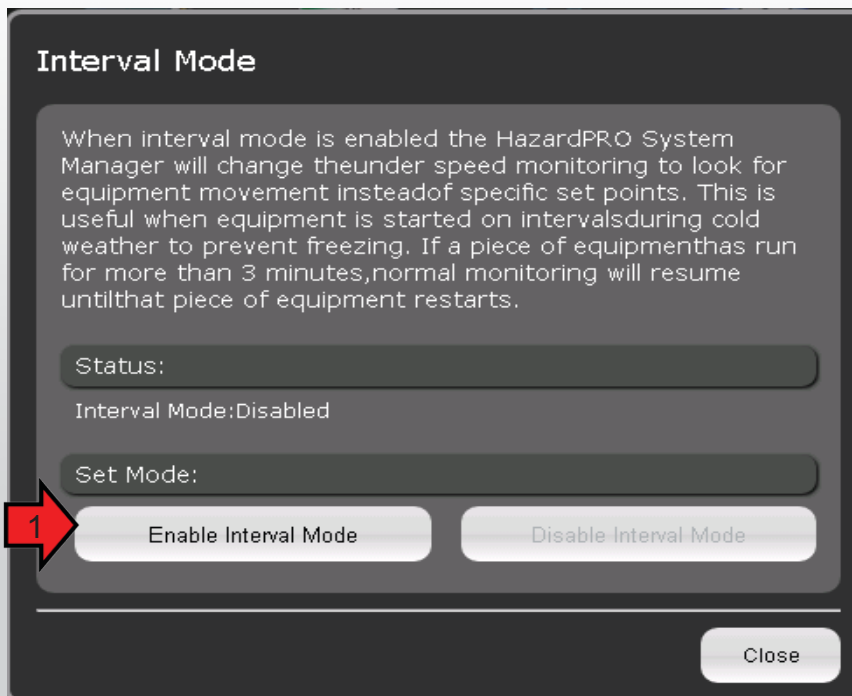 Interval Mode
When interval mode is enabled the HazardPRO System
Manager will change theunder speed monitoring to look for
equipment movement insteadof specific set points. This is
useful when equipment is started on intervalsduring cold
weather to prevent freezing. If a piece of equipmenthas run
for more than 3 minutes,normal monitoring will resume
untilthat piece of equipment restarts.
Status:
Interval Mode:Disabled
Set Mode:
1
Enable Interval Mode
Disable Interval Mode
Close